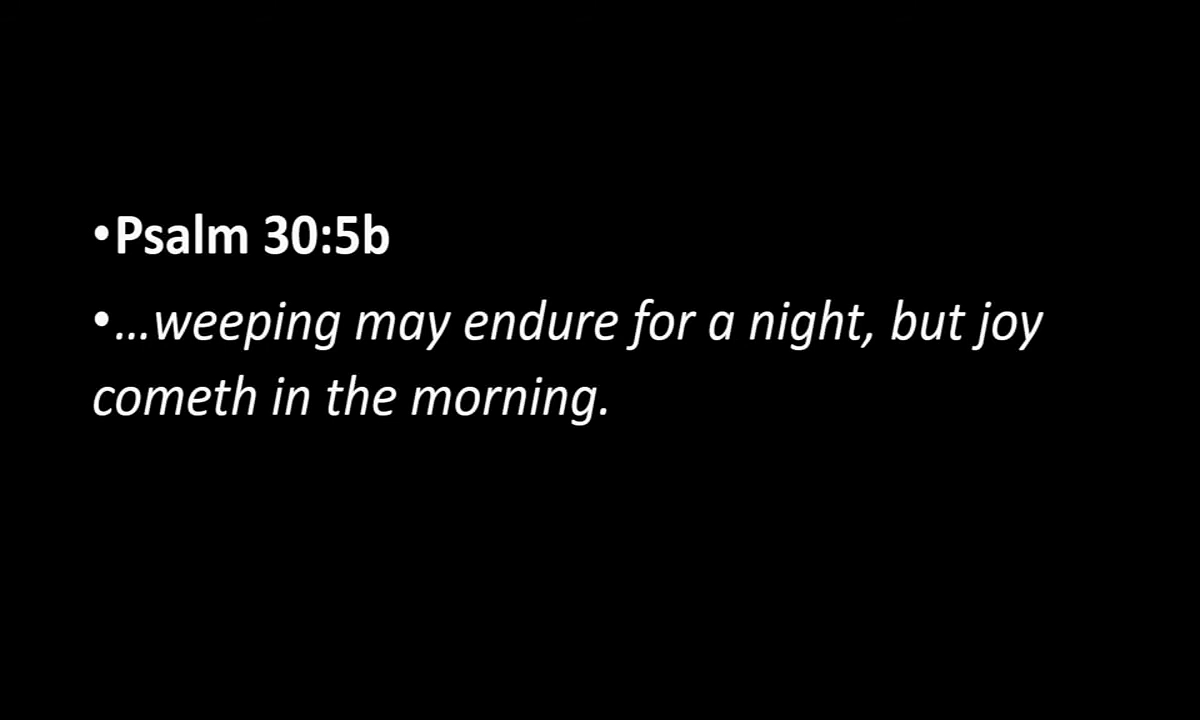 •Psalm 30:5b
•…weeping may endure for a night, but joy
cometh in the morning.